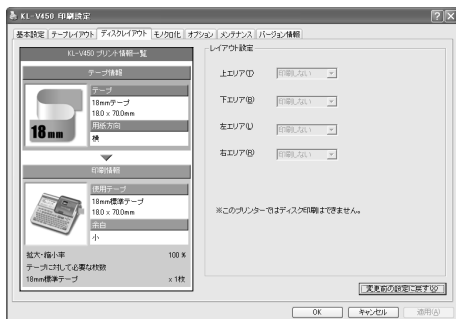 KL-V450 印刷設定
基本設定 テープレイアウト ディスクレイアウト モノクロ化 オプション メンテナンス バージョン情報
KL-V450 プリント情報一覧
テープ情報
テープ
18mmテープ
18.0 x 70.0mm
用紙方向
横
18 mm
印刷情報
使用テープ
18mm標準テープ
18.0 x 70.0mm
余白
小
拡大・縮小率 100 %
テープに対して必要な枚数
18mm標準テープ x 1枚
レイアウト設定
上エリア(T) 印刷しない
下エリア(B) 印刷しない
左エリア(L) 印刷しない
右エリア(R) 印刷しない
※このプリンターではディスク印刷はできません。
変更前の設定に戻す(Q)
OK キャンセル 適用(A)